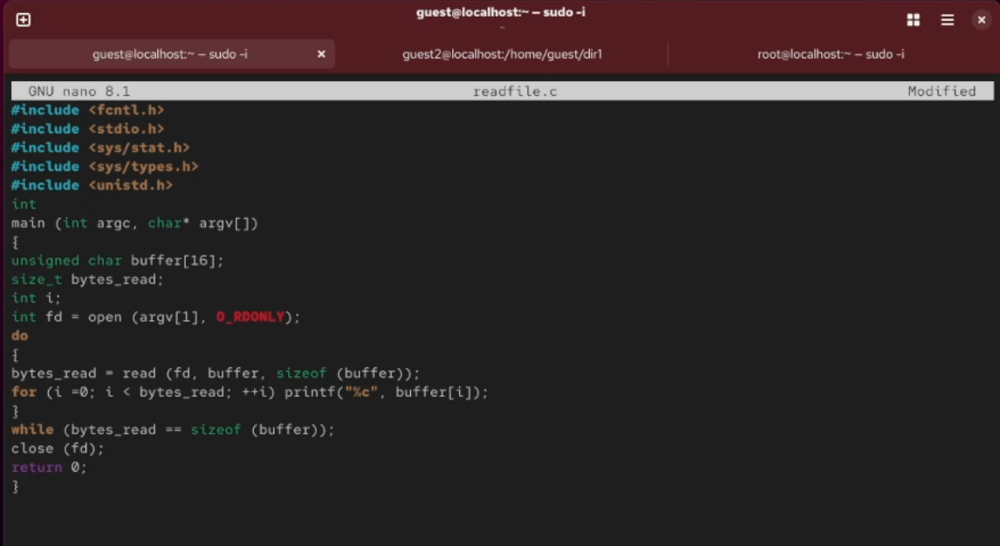 guest@localhost:~ — sudo -i
~
guest@localhost:~ — sudo -i
guest2@localhost:/home/guest/dir1
root@localhost:~ — sudo -i
GNU nano 8.1 readfile.c Modified
#include <fcntl.h>
#include <stdio.h>
#include <sys/stat.h>
#include <sys/types.h>
#include <unistd.h>
int
main (int argc, char* argv[])
{
unsigned char buffer[16];
size_t bytes_read;
int i;
int fd = open (argv[1], O_RDONLY);
do
{
bytes_read = read (fd, buffer, sizeof (buffer));
for (i =0; i < bytes_read; ++i) printf("%c", buffer[i]);
}
while (bytes_read == sizeof (buffer));
close (fd);
return 0;
}